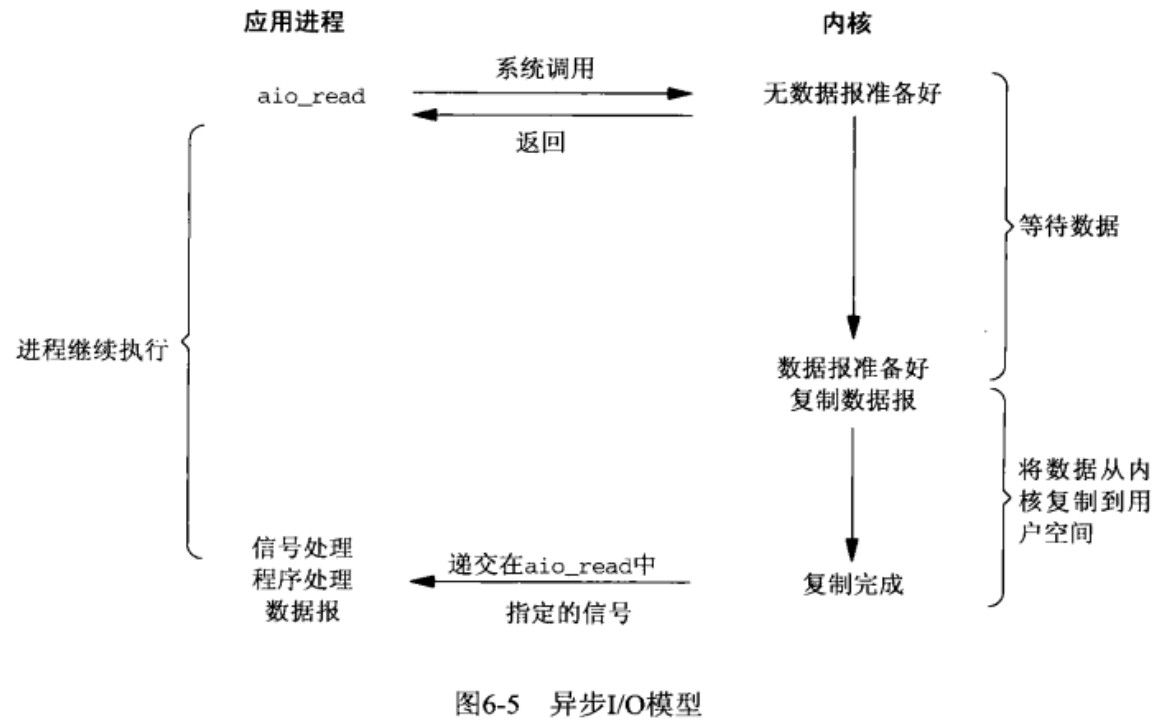 应用进程
内核
系统调用
aio_read
无数据报准备好
返回
等待数据
进程继续执行
数据报准备好
复制数据报
将数据从内
核复制到用
户空间
信号处理
程序处理
数据报
递交在aio_read中
指定的信号
复制完成
图6-5 异步I/O模型